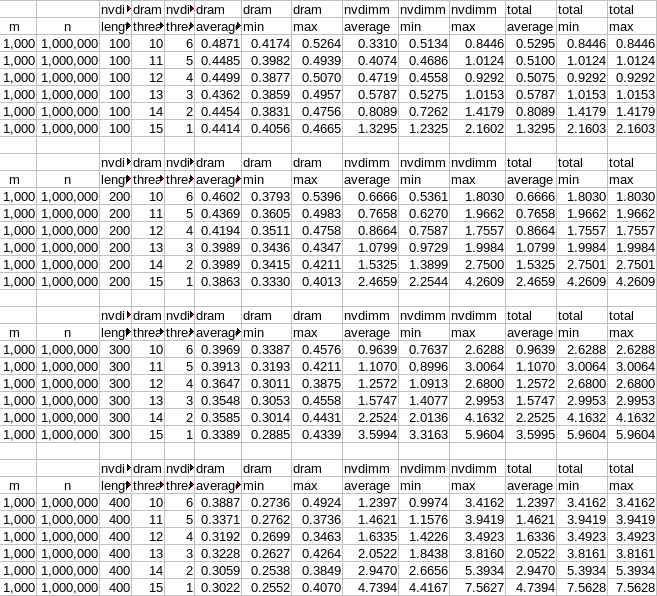 nvdi dram nvdi dram dram dram nvdimm nvdimm nvdimm total total total
m n leng threa thre average min max average min max average min max
1,000 1,000,000 100 10 6 0.4871 0.4174 0.5264 0.3310 0.5134 0.8446 0.5295 0.8446 0.8446
1,000 1,000,000 100 11 5 0.4485 0.3982 0.4939 0.4074 0.4686 1.0124 0.5100 1.0124 1.0124
1,000 1,000,000 100 12 4 0.4499 0.3877 0.5070 0.4719 0.4558 0.9292 0.5075 0.9292 0.9292
1,000 1,000,000 100 13 3 0.4362 0.3859 0.4957 0.5787 0.5275 1.0153 0.5787 1.0153 1.0153
1,000 1,000,000 100 14 2 0.4454 0.3831 0.4756 0.8089 0.7262 1.4179 0.8089 1.4179 1.4179
1,000 1,000,000 100 15 1 0.4414 0.4056 0.4665 1.3295 1.2325 2.1602 1.3295 2.1603 2.1603
nvdi dram nvdi dram dram dram nvdimm nvdimm nvdimm total total total
m n leng threa thre averag min max average min max average min max
1,000 1,000,000 200 10 6 0.4602 0.3793 0.5396 0.6666 0.5361 1.8030 0.6666 1.8030 1.8030
1,000 1,000,000 200 11 5 0.4369 0.3605 0.4983 0.7658 0.6270 1.9662 0.7658 1.9662 1.9662
1,000 1,000,000 200 12 4 0.4194 0.3511 0.4758 0.8664 0.7587 1.7557 0.8664 1.7557 1.7557
1,000 1,000,000 200 13 3 0.3989 0.3436 0.4347 1.0799 0.9729 1.9984 1.0799 1.9984 1.9984
1,000 1,000,000 200 14 2 0.3989 0.3415 0.4211 1.5325 1.3899 2.7500 1.5325 2.7501 2.7501
1,000 1,000,000 200 15 1 0.3863 0.3330 0.4013 2.4659 2.2544 4.2609 2.4659 4.2609 4.2609
nvdi dram nvdi dram dram dram nvdimm nvdimm nvdimm total total total
m n leng threa thre averag min max average min max average min max
1,000 1,000,000 300 10 6 0.3969 0.3387 0.4576 0.9639 0.7637 2.6288 0.9639 2.6288 2.6288
1,000 1,000,000 300 11 5 0.3913 0.3193 0.4211 1.1070 0.8996 3.0064 1.1070 3.0064 3.0064
1,000 1,000,000 300 12 4 0.3647 0.3011 0.3875 1.2572 1.0913 2.6800 1.2572 2.6800 2.6800
1,000 1,000,000 300 13 3 0.3548 0.3053 0.4558 1.5747 1.4077 2.9953 1.5747 2.9953 2.9953
1,000 1,000,000 300 14 2 0.3585 0.3014 0.4431 2.2524 2.0136 4.1632 2.2525 4.1632 4.1632
1,000 1,000,000 300 15 1 0.3389 0.2885 0.4339 3.5994 3.3163 5.9604 3.5995 5.9604 5.9604
nvdi dram nvdi dram dram dram nvdimm nvdimm nvdimm total total total
m n leng threa thre averag min max average min max average min max
1,000 1,000,000 400 10 6 0.3887 0.2736 0.4924 1.2397 0.9974 3.4162 1.2397 3.4162 3.4162
1,000 1,000,000 400 11 5 0.3371 0.2762 0.3736 1.4621 1.1576 3.9419 1.4621 3.9419 3.9419
1,000 1,000,000 400 12 4 0.3192 0.2699 0.3463 1.6335 1.4226 3.4923 1.6336 3.4923 3.4923
1,000 1,000,000 400 13 3 0.3228 0.2627 0.4264 2.0522 1.8438 3.8160 2.0522 3.8161 3.8161
1,000 1,000,000 400 14 2 0.3059 0.2538 0.3849 2.9470 2.6656 5.3934 2.9470 5.3934 5.3934
1,000 1,000,000 400 15 1 0.3022 0.2552 0.4070 4.7394 4.4167 7.5627 4.7394 7.5628 7.5628